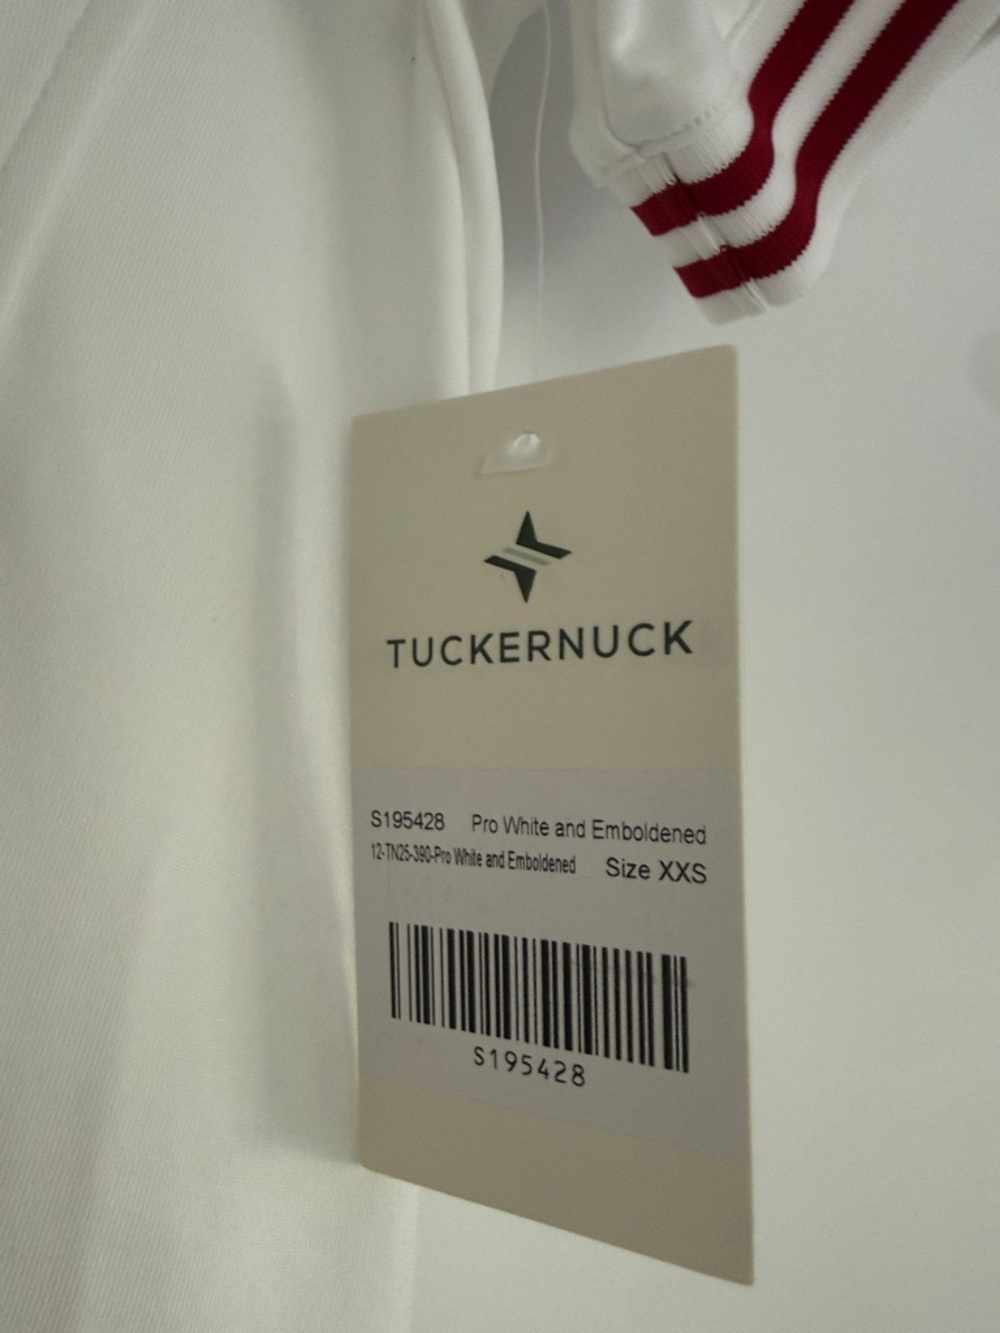 TUCKERNUCK
S195428 Pro White and Emboldened
12-TN25-390-Pro White and Emboldened Size XXS
S195428